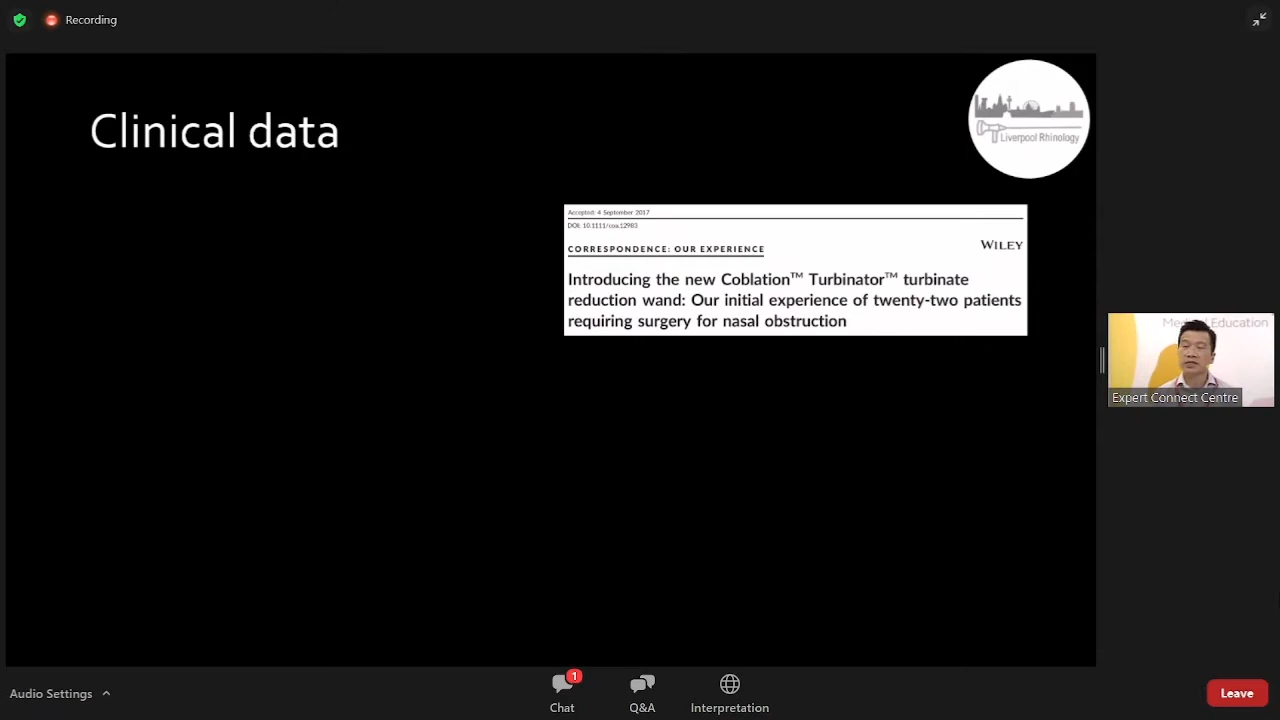 Recording
Clinical data
Liverpool Rhinology
Accepted: 4 September 2017
DOI: 10.1111/coa.12983
CORRESPONDENCE: OUR EXPERIENCE
WILEY
Introducing the new Coblation™ Turbinator™ turbinate
reduction wand: Our initial experience of twenty-two patients
requiring surgery for nasal obstruction
Education
Expert Connect Centre
Audio Settings
1
Chat
Q&A
Interpretation
Leave